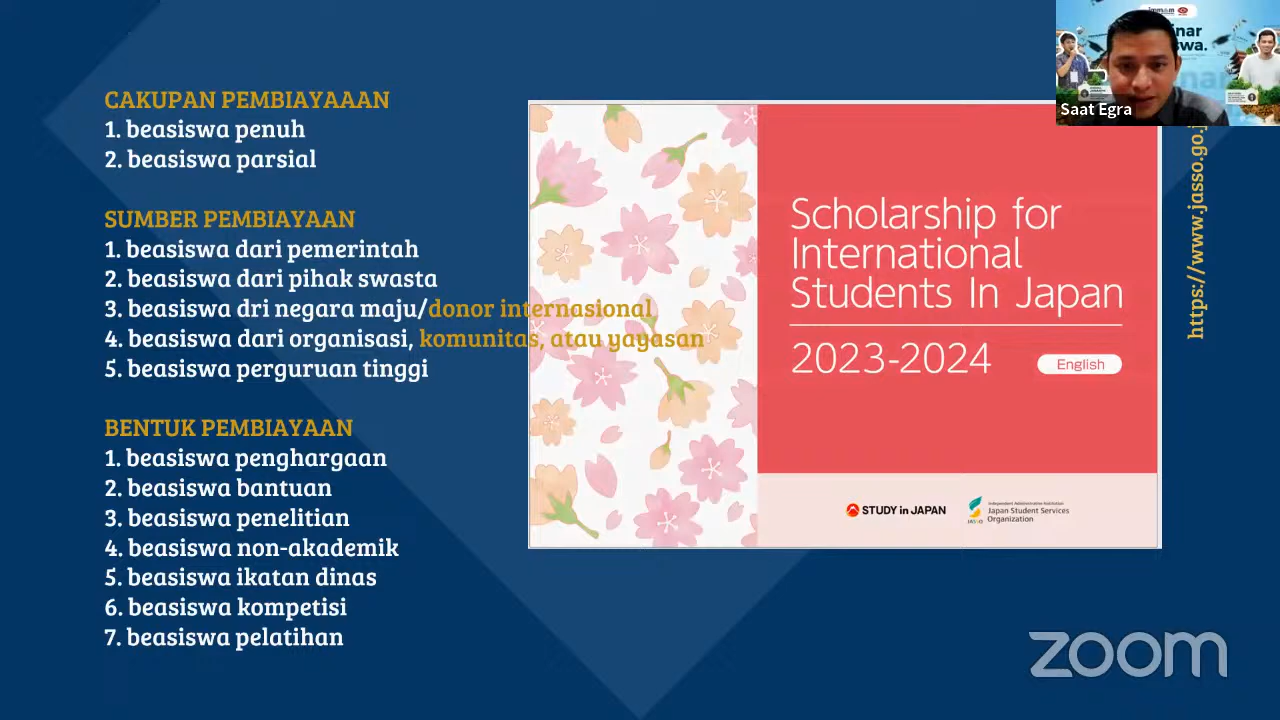 CAKUPAN PEMBIAYAAAN
1. beasiswa penuh
2. beasiswa parsial
SUMBER PEMBIAYAAN
1. beasiswa dari pemerintah
2. beasiswa dari pihak swasta
3. beasiswa dri negara maju/donor internasional
4. beasiswa dari organisasi, komunitas, atau yayasan
5. beasiswa perguruan tinggi
BENTUK PEMBIAYAAN
1. beasiswa penghargaan
2. beasiswa bantuan
3. beasiswa penelitian
4. beasiswa non-akademik
5. beasiswa ikatan dinas
6. beasiswa kompetisi
7. beasiswa pelatihan
Scholarship for
International
Students In Japan
2023-2024
English
STUDY in JAPAN
JASSO
Independent Administrative Institution
Japan Student Services
Organization
https://www.jasso.go.j
Saat Egra
zoom